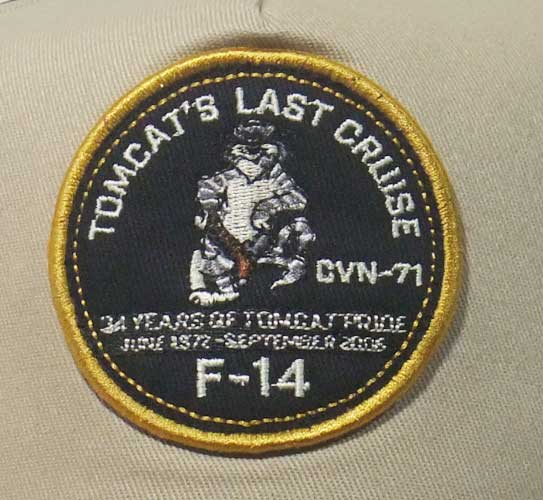 TOMCAT'S LAST CRUISE
CVN-71
34 YEARS OF TOMCAT PRIDE
JUNE 1972-SEPTEMBER 2006
F-14